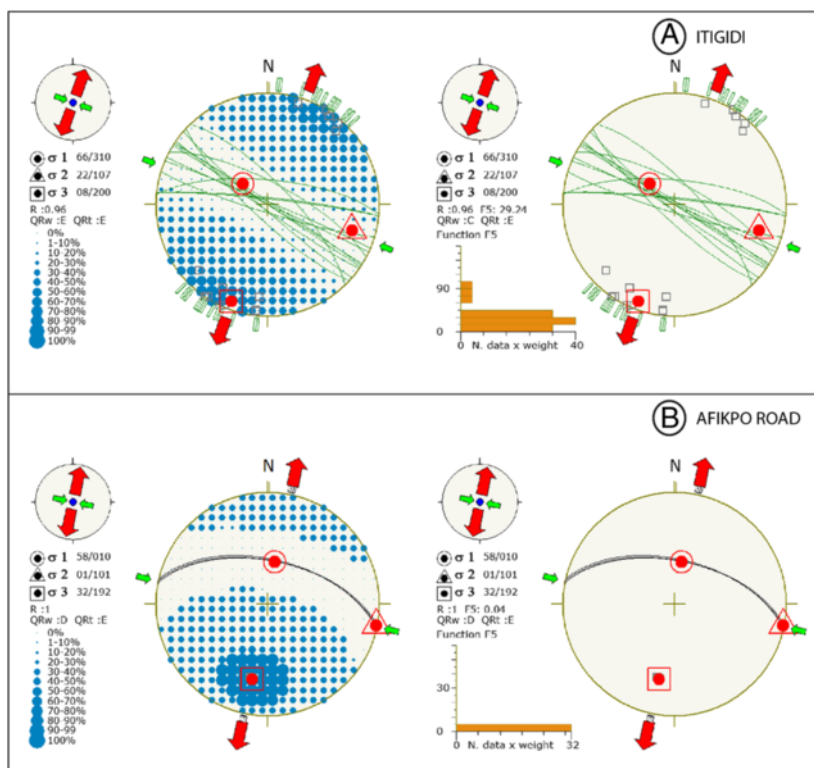 A ITIGIDI
N
σ 1 66/310
σ 2 22/107
σ 3 08/200
R :0.96
QRw :E QRt :E
0%
1-10%
10-20%
20-30%
30-40%
40-50%
50-60%
60-70%
70-80%
80-90%
90-99
100%
N
σ 1 66/310
σ 2 22/107
σ 3 08/200
R :0.96 F5: 29.24
QRw :C QRt :E
Function F5
90
0
0 N. data x weight 40
B AFIKPO ROAD
N
σ 1 58/010
σ 2 01/101
σ 3 32/192
R :1
QRw :D QRt :E
0%
1-10%
10-20%
20-30%
30-40%
40-50%
50-60%
60-70%
70-80%
80-90%
90-99
100%
N
σ 1 58/010
σ 2 01/101
σ 3 32/192
R :1 F5: 0.04
QRw :D QRt :E
Function F5
30
0
0 N. data x weight 32